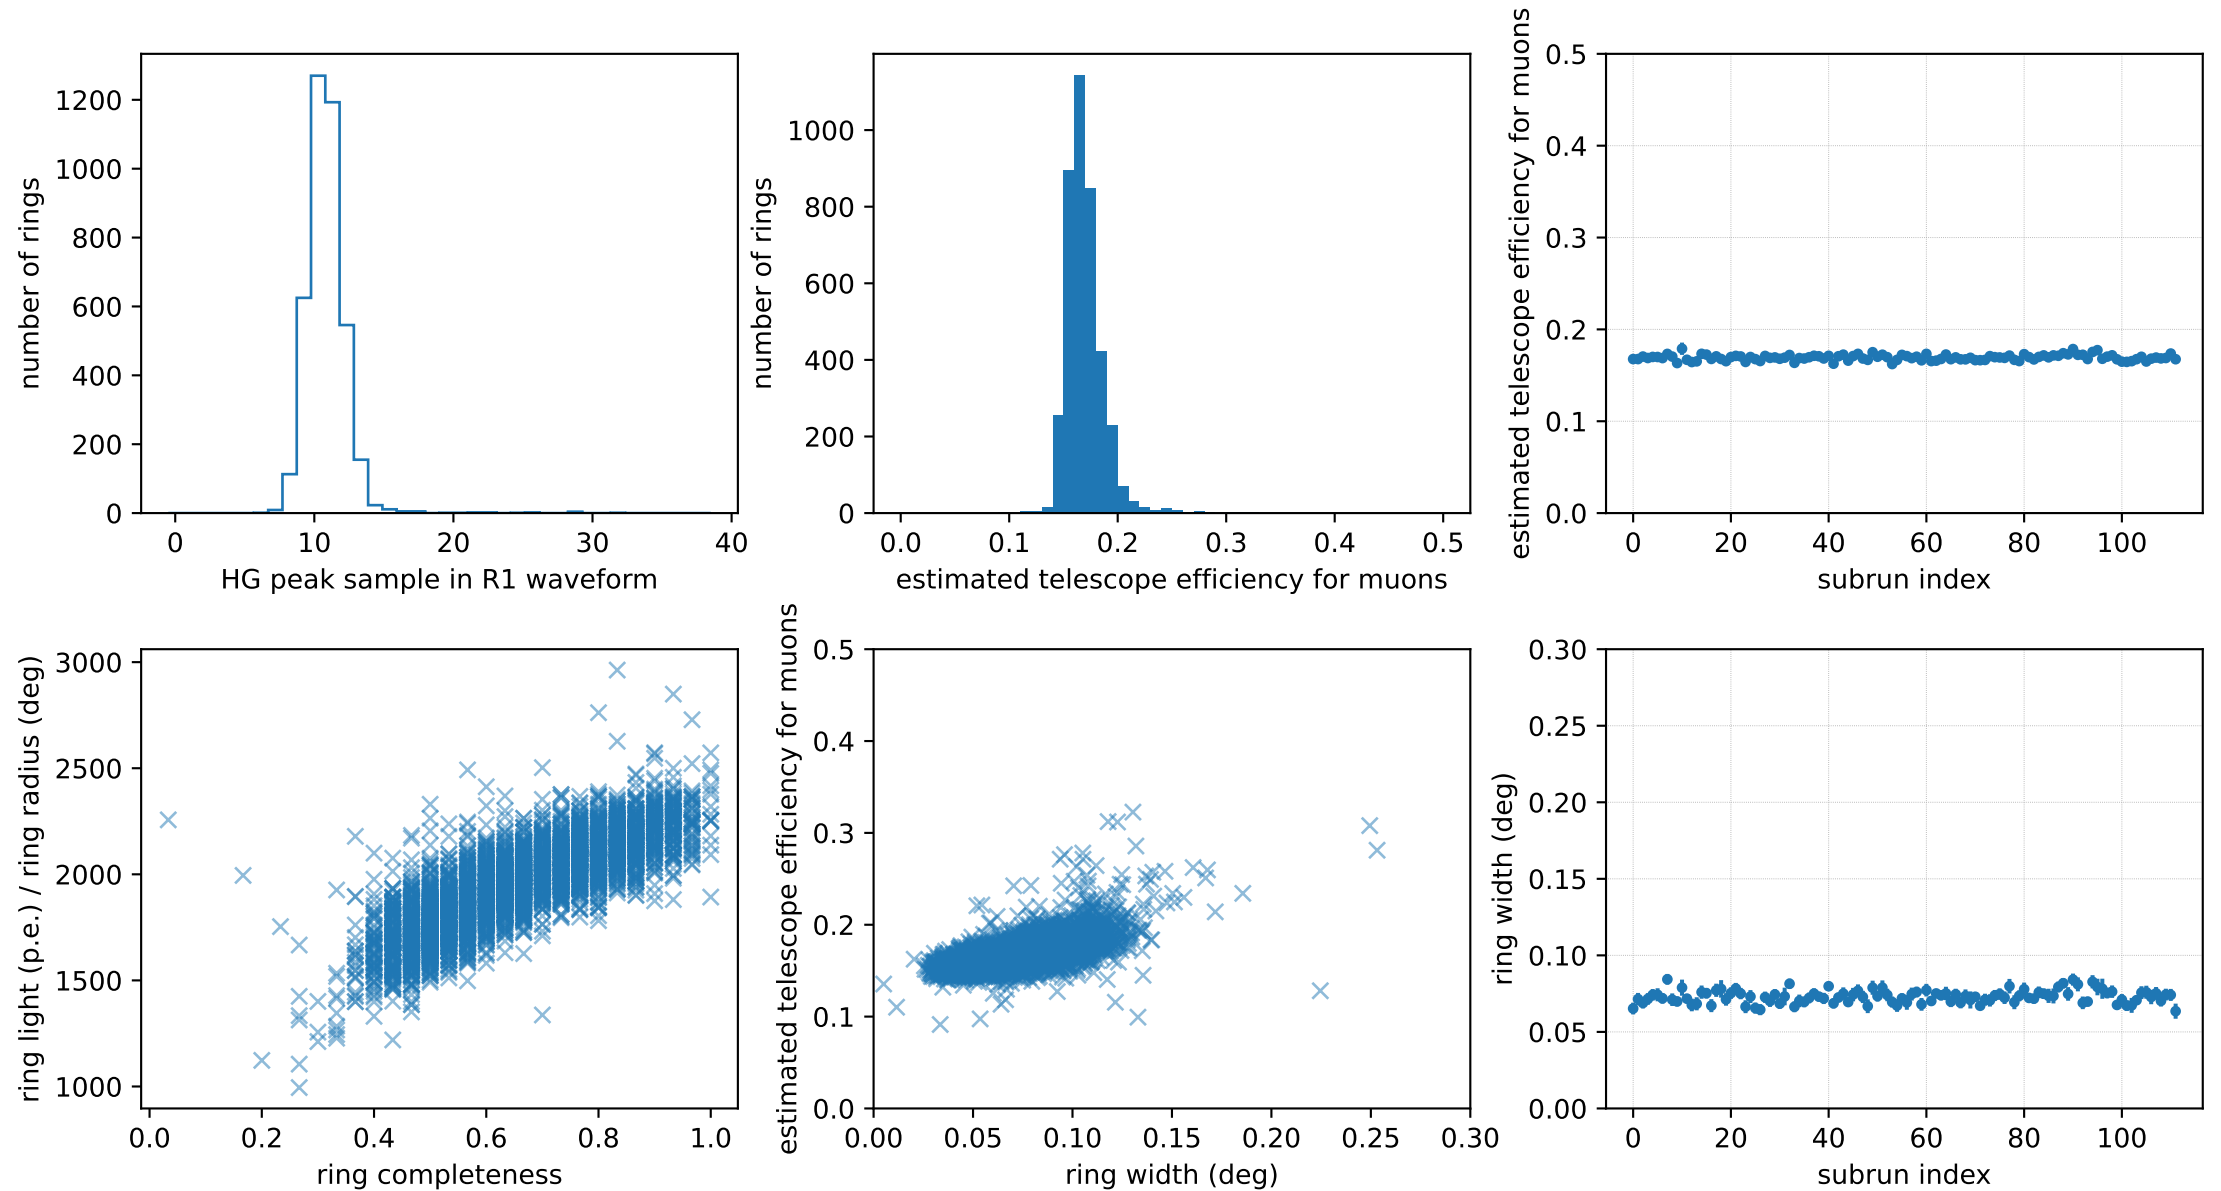 number of rings
1200
1000
800
600
400
200
0
0 10 20 30 40
HG peak sample in R1 waveform
number of rings
1000
800
600
400
200
0
0.0 0.1 0.2 0.3 0.4 0.5
estimated telescope efficiency for muons
estimated telescope efficiency for muons
0.5
0.4
0.3
0.2
0.1
0.0
0 20 40 60 80 100
subrun index
ring light (p.e.) / ring radius (deg)
3000
2500
2000
1500
1000
0.0 0.2 0.4 0.6 0.8 1.0
ring completeness
estimated telescope efficiency for muons
0.5
0.4
0.3
0.2
0.1
0.0
0.00 0.05 0.10 0.15 0.20 0.25 0.30
ring width (deg)
ring width (deg)
0.30
0.25
0.20
0.15
0.10
0.05
0.00
0 20 40 60 80 100
subrun index